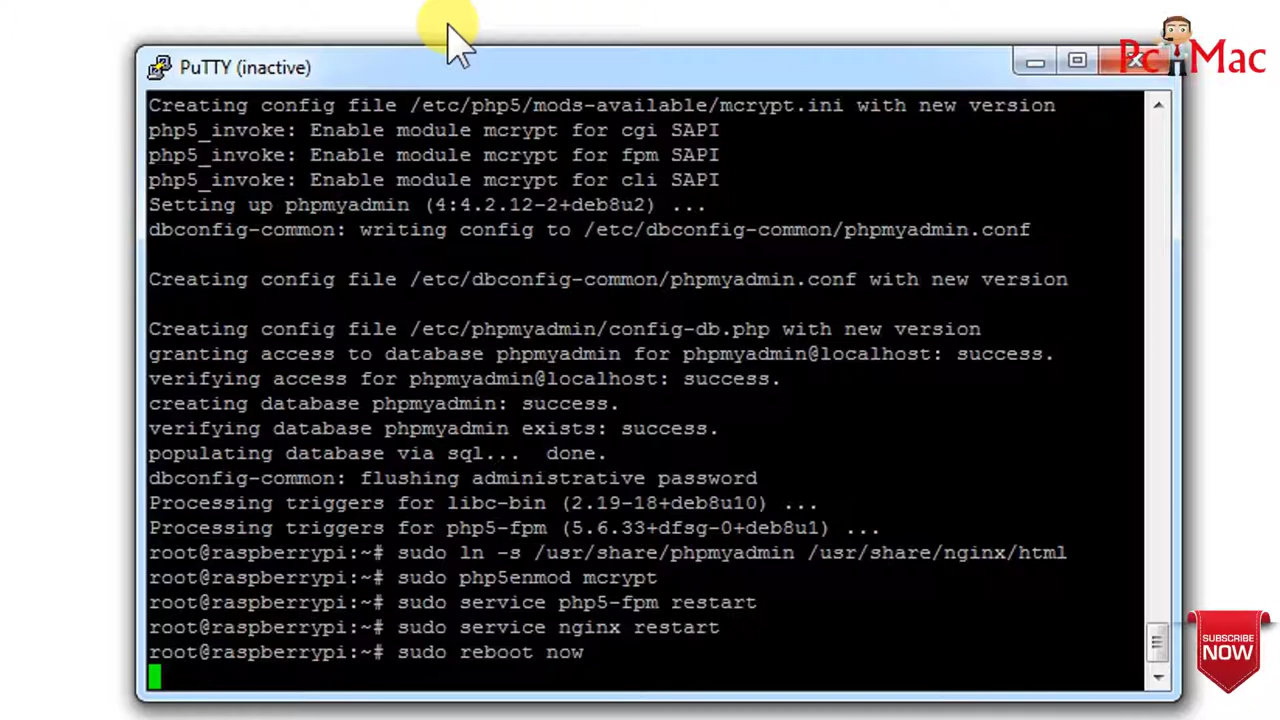 PuTTY (inactive)
Pc Mac
Creating config file /etc/php5/mods-available/mcrypt.ini with new version
php5_invoke: Enable module mcrypt for cgi SAPI
php5_invoke: Enable module mcrypt for fpm SAPI
php5_invoke: Enable module mcrypt for cli SAPI
Setting up phpmyadmin (4:4.2.12-2+deb8u2) ...
dbconfig-common: writing config to /etc/dbconfig-common/phpmyadmin.conf
Creating config file /etc/dbconfig-common/phpmyadmin.conf with new version
Creating config file /etc/phpmyadmin/config-db.php with new version
granting access to database phpmyadmin for phpmyadmin@localhost: success.
verifying access for phpmyadmin@localhost: success.
creating database phpmyadmin: success.
verifying database phpmyadmin exists: success.
populating database via sql...  done.
dbconfig-common: flushing administrative password
Processing triggers for libc-bin (2.19-18+deb8u10) ...
Processing triggers for php5-fpm (5.6.33+dfsg-0+deb8u1) ...
root@raspberrypi:~# sudo ln -s /usr/share/phpmyadmin /usr/share/nginx/html
root@raspberrypi:~# sudo php5enmod mcrypt
root@raspberrypi:~# sudo service php5-fpm restart
root@raspberrypi:~# sudo service nginx restart
root@raspberrypi:~# sudo reboot now
SUBSCRIBE
NOW